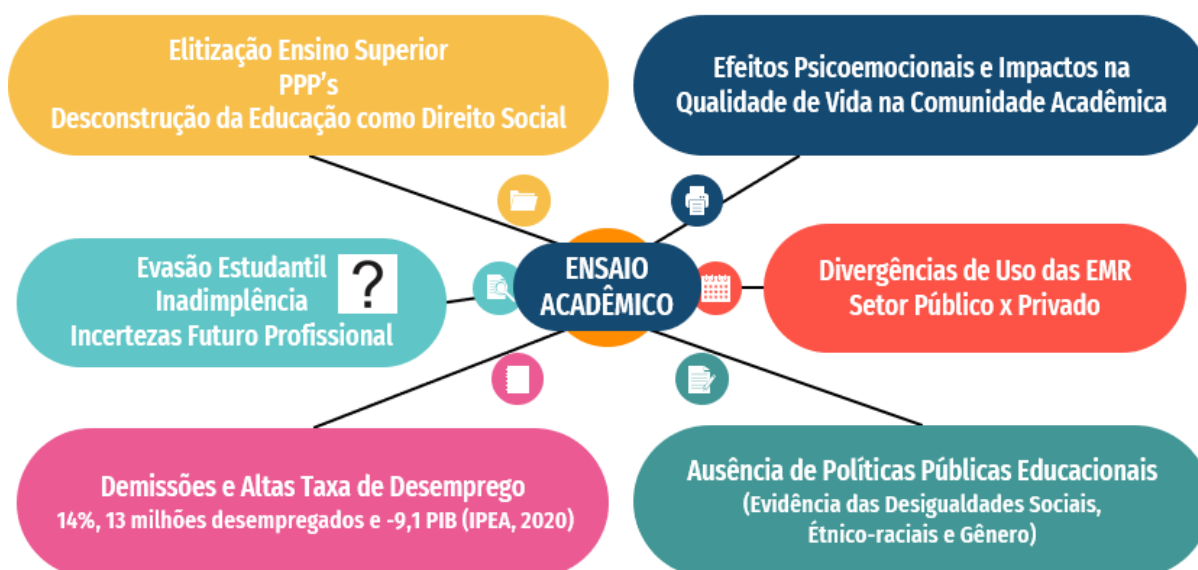 Elitização Ensino Superior
PPP's
Desconstrução da Educação como Direito Social
Efeitos Psicoemocionais e Impactos na
Qualidade de Vida na Comunidade Acadêmica
Evasão Estudantil
Inadimplência
Incertezas Futuro Profissional
?
ENSAIO
ACADÊMICO
Divergências de Uso das EMR
Setor Público x Privado
Demissões e Altas Taxa de Desemprego
14%, 13 milhões desempregados e -9,1 PIB (IPEA, 2020)
Ausência de Políticas Públicas Educacionais
(Evidência das Desigualdades Sociais,
Étnico-raciais e Gênero)